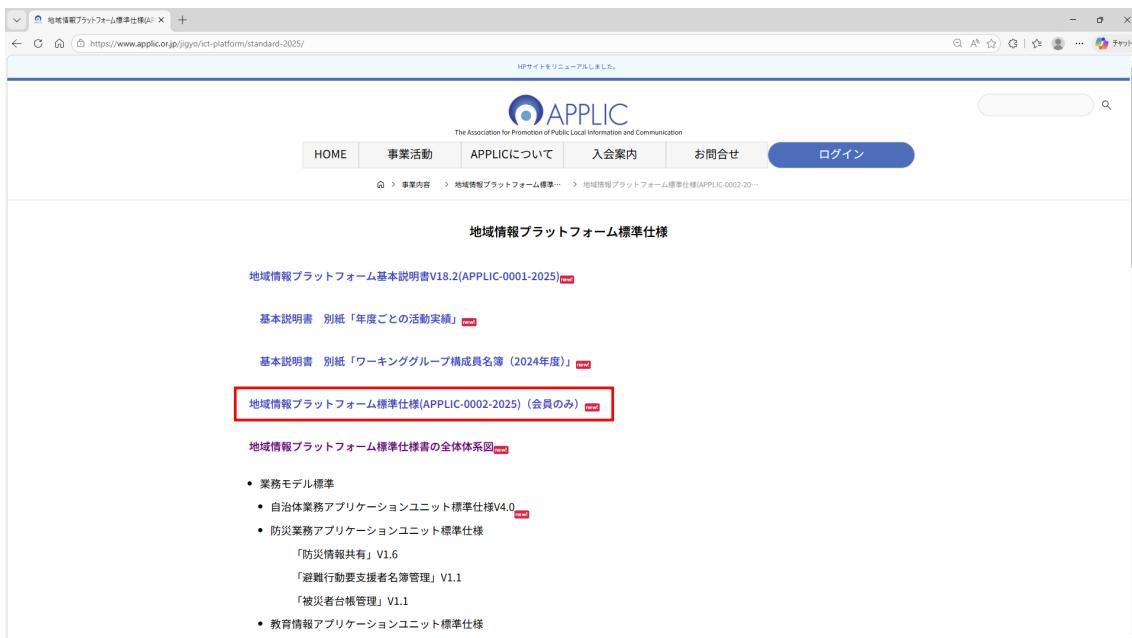 地域情報プラットフォーム標準仕様(AF
https://www.applic.or.jp/jigyo/ict-platform/standard-2025/
チャット
HPサイトをリニューアルしました。
APPLIC
The Association for Promotion of Public Local Information and Communication
HOME 事業活動 APPLICについて 入会案内 お問合せ ログイン
事業内容 > 地域情報プラットフォーム標準… > 地域情報プラットフォーム標準仕様(APPLIC-0002-20…
地域情報プラットフォーム標準仕様
地域情報プラットフォーム基本説明書V18.2(APPLIC-0001-2025) new!
基本説明書 別紙「年度ごとの活動実績」 new!
基本説明書 別紙「ワーキンググループ構成員名簿（2024年度）」 new!
地域情報プラットフォーム標準仕様(APPLIC-0002-2025)（会員のみ） new!
地域情報プラットフォーム標準仕様書の全体体系図 new!
• 業務モデル標準
• 自治体業務アプリケーションユニット標準仕様V4.0 new!
• 防災業務アプリケーションユニット標準仕様
「防災情報共有」V1.6
「避難行動要支援者名簿管理」V1.1
「被災者台帳管理」V1.1
• 教育情報アプリケーションユニット標準仕様